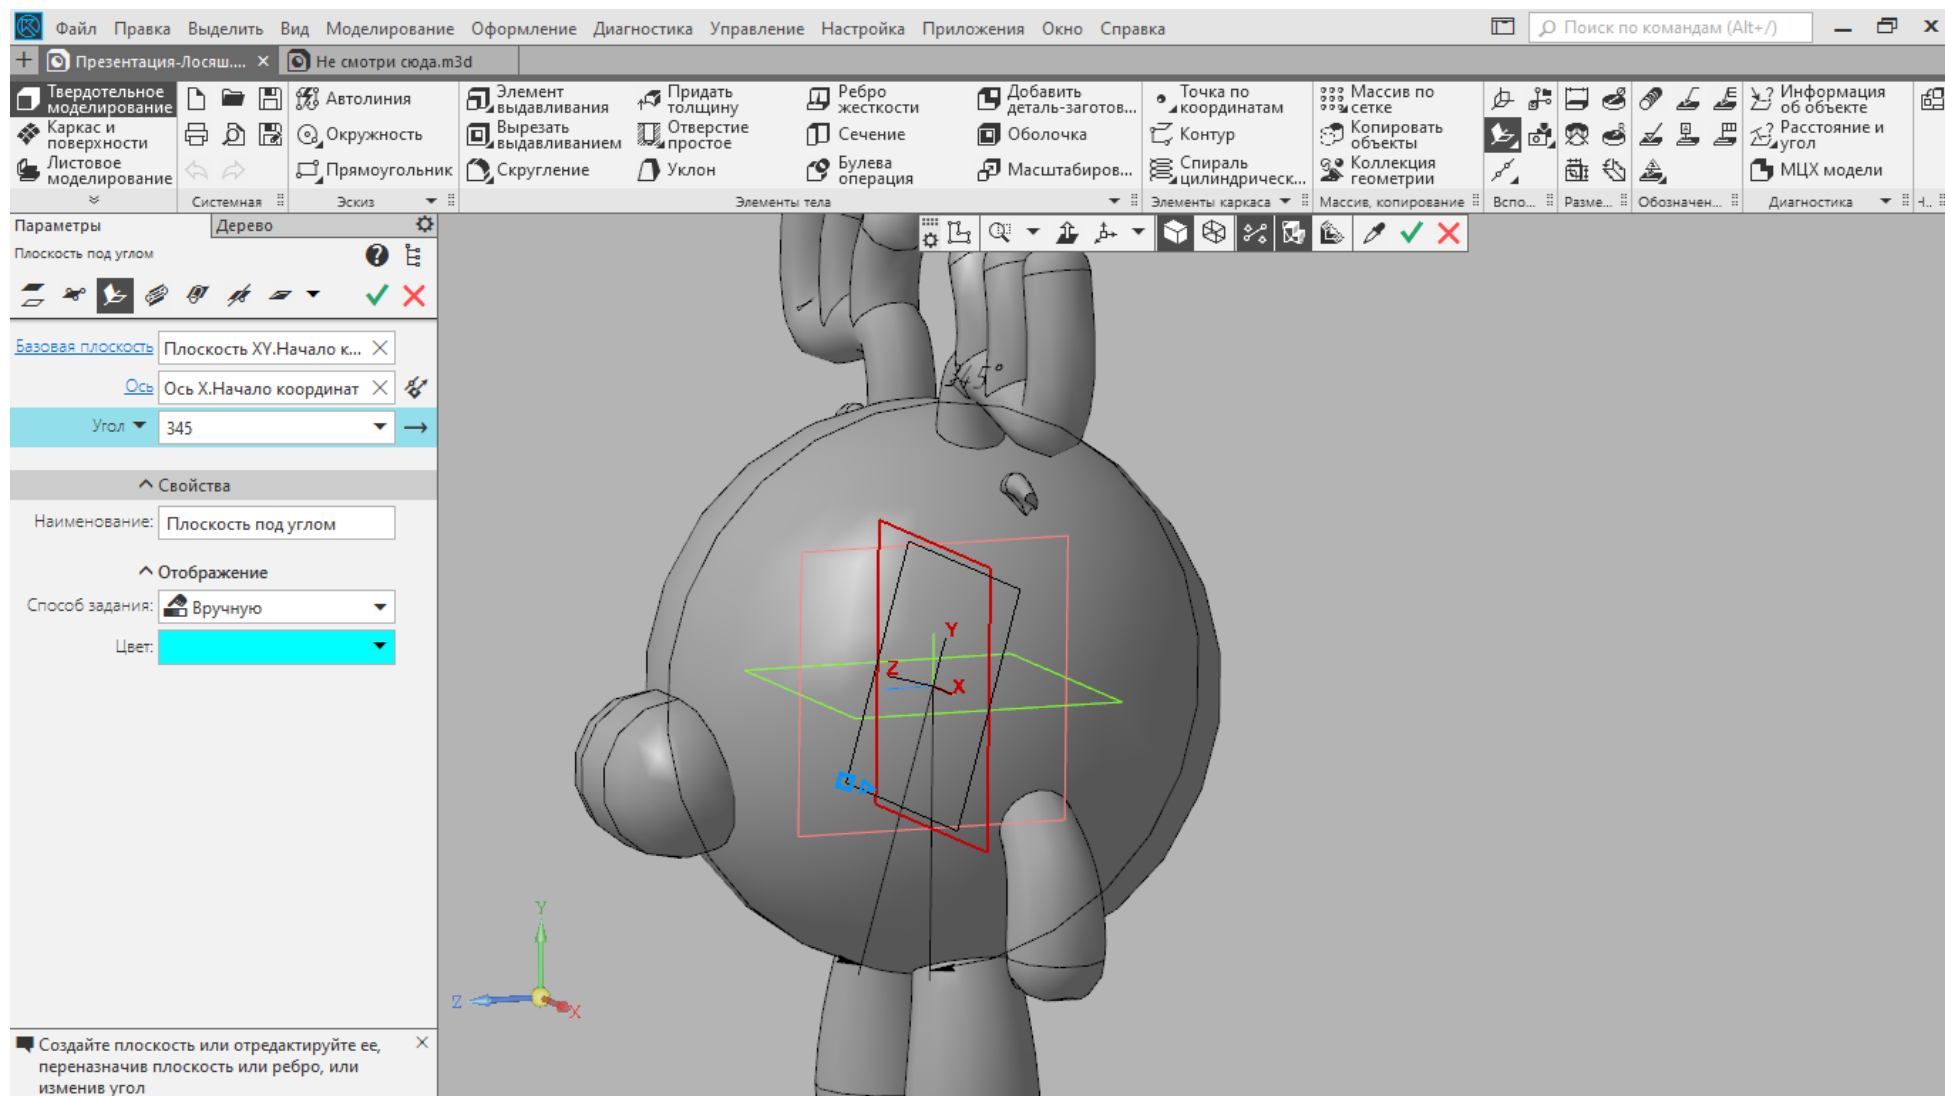 Файл Правка Выделить Вид Моделирование Оформление Диагностика Управление Настройка Приложения Окно Справка Поиск по командам (Alt+/)
Презентация-Лосяш.... Не смотри сюда.m3d
Твердотельное моделирование
Каркас и поверхности
Листовое моделирование
Системная
Автолиния
Окружность
Прямоугольник
Эскиз
Элемент выдавливания
Вырезать выдавливанием
Скругление
Придать толщину
Отверстие простое
Уклон
Ребро жесткости
Сечение
Булева операция
Добавить деталь-заготов...
Оболочка
Масштабиров...
Элементы тела
Точка по координатам
Контур
Спираль цилиндрическ...
Элементы каркаса
Массив по сетке
Копировать объекты
Коллекция геометрии
Массив, копирование
Вспо...
Разме...
Обозначен...
Информация об объекте
Расстояние и угол
МЦХ модели
Диагностика
Параметры Дерево
Плоскость под углом
Базовая плоскость Плоскость XY.Начало к...
Ось Ось X.Начало координат
Угол 345
Свойства
Наименование: Плоскость под углом
Отображение
Способ задания: Вручную
Цвет:
345°
Y
Z
X
Y
Z
X
Создайте плоскость или отредактируйте ее,
переназначив плоскость или ребро, или
изменив угол